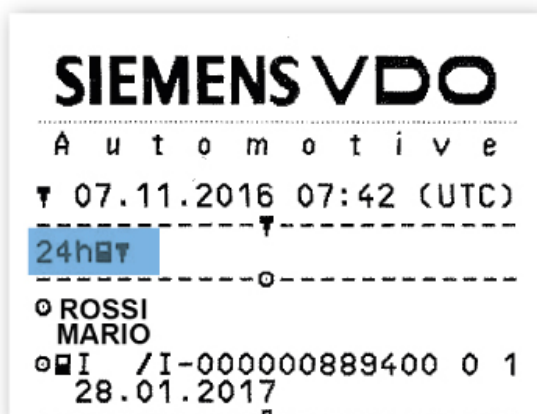 SIEMENS VDO
Automotive
07.11.2016 07:42 (UTC)
24h
ROSSI
MARIO
I /I-000000889400 0 1
28.01.2017